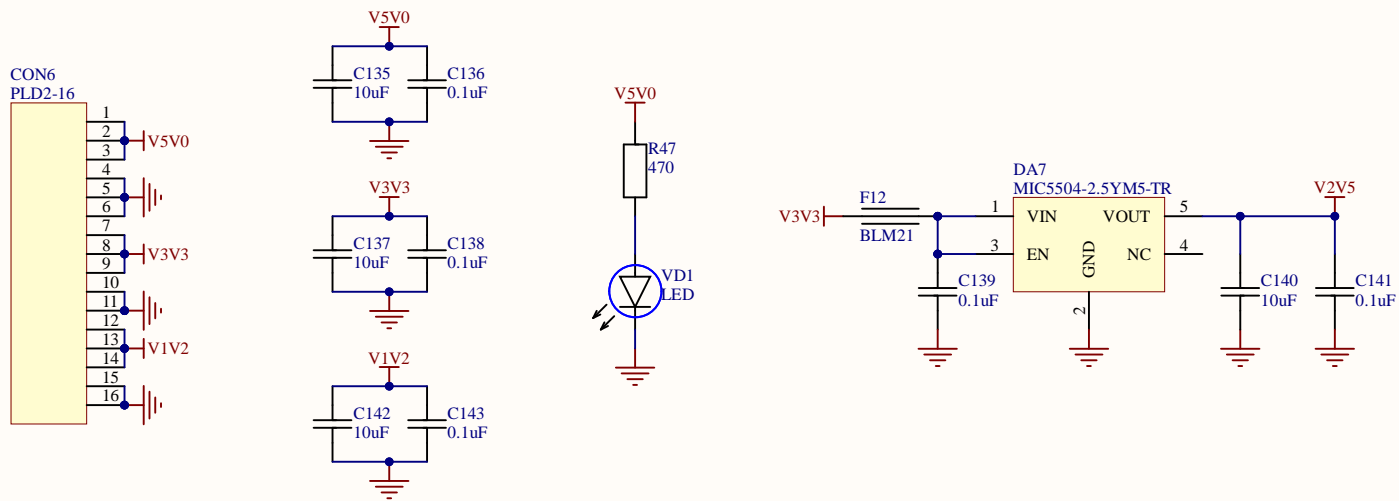 CON6
PLD2-16
1
2
3
4
5
6
7
8
9
10
11
12
13
14
15
16
V5V0
V3V3
V1V2
V5V0
C135
10uF
C136
0.1uF
V3V3
C137
10uF
C138
0.1uF
V1V2
C142
10uF
C143
0.1uF
V5V0
R47
470
VD1
LED
V3V3
F12
BLM21
C139
0.1uF
DA7
MIC5504-2.5YM5-TR
1
VIN
VOUT
5
3
EN
NC
4
GND
2
V2V5
C140
10uF
C141
0.1uF